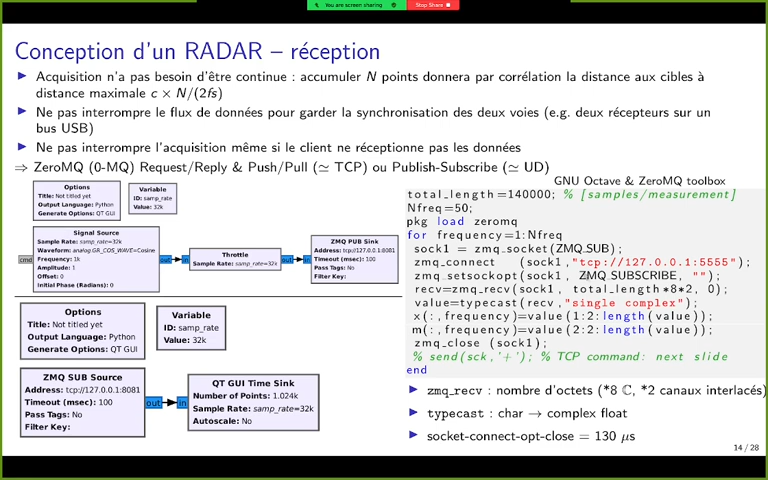 You are screen sharing
Stop Share
Conception d'un RADAR – réception
Acquisition n'a pas besoin d'être continue : accumuler N points donnera par corrélation la distance aux cibles à
distance maximale c × N/(2fs)
Ne pas interrompre le flux de données pour garder la synchronisation des deux voies (e.g. deux récepteurs sur un
bus USB)
Ne pas interrompre l'acquisition même si le client ne réceptionne pas les données
⇒ ZeroMQ (0-MQ) Request/Reply & Push/Pull (≃ TCP) ou Publish-Subscribe (≃ UD)
Options
Title: Not titled yet
Output Language: Python
Generate Options: QT GUI
Variable
ID: samp_rate
Value: 32k
Signal Source
Sample Rate: samp_rate=32k
Waveform: analog.GR_COS_WAVE=Cosine
Frequency: 1k
Amplitude: 1
Offset: 0
Initial Phase (Radians): 0
cmd
out
in
Throttle
Sample Rate: samp_rate=32k
out
in
ZMQ PUB Sink
Address: tcp://127.0.0.1:8081
Timeout (msec): 100
Pass Tags: No
Filter Key:
Options
Title: Not titled yet
Output Language: Python
Generate Options: QT GUI
Variable
ID: samp_rate
Value: 32k
ZMQ SUB Source
Address: tcp://127.0.0.1:8081
Timeout (msec): 100
Pass Tags: No
Filter Key:
out
in
QT GUI Time Sink
Number of Points: 1.024k
Sample Rate: samp_rate=32k
Autoscale: No
GNU Octave & ZeroMQ toolbox
total_length=140000; % [samples/measurement]
Nfreq=50;
pkg load zeromq
for frequency=1:Nfreq
sock1 = zmq_socket(ZMQ_SUB);
zmq_connect (sock1,"tcp://127.0.0.1:5555");
zmq_setsockopt(sock1, ZMQ_SUBSCRIBE, "");
recv=zmq_recv(sock1, total_length*8*2, 0);
value=typecast(recv,"single complex");
x(:,frequency)=value(1:2:length(value));
m(:,frequency)=value(2:2:length(value));
zmq_close (sock1);
% send(sck,'+'); % TCP command: next slide
end
zmq_recv : nombre d'octets (*8 ℂ, *2 canaux interlacés)
typecast : char → complex float
socket-connect-opt-close = 130 μs
14 / 28